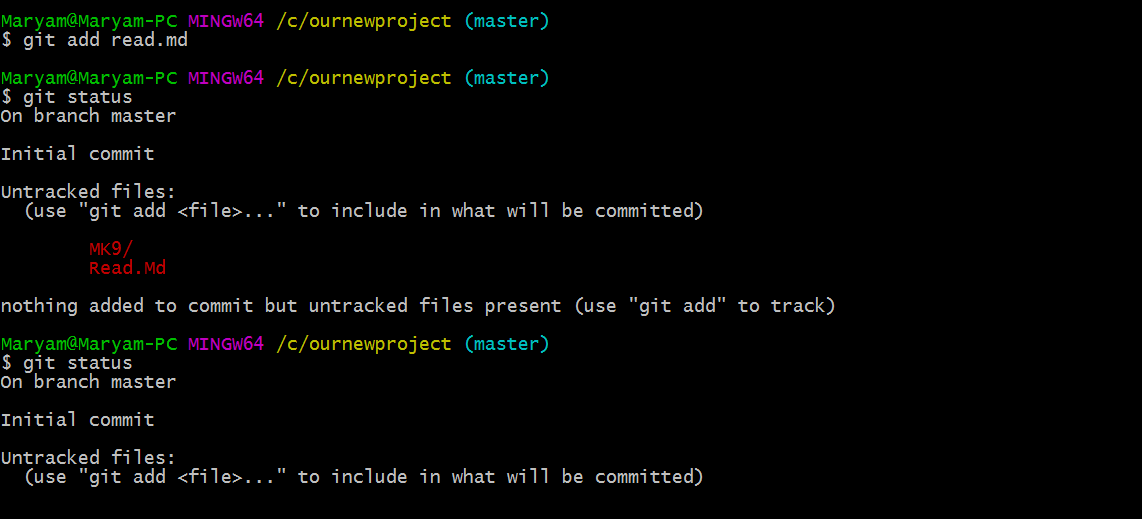 Maryam@Maryam-PC MINGW64 /c/ournewproject (master)
$ git add read.md
Maryam@Maryam-PC MINGW64 /c/ournewproject (master)
$ git status
On branch master
Initial commit
Untracked files:
  (use "git add <file>..." to include in what will be committed)
        MK9/
        Read.Md
nothing added to commit but untracked files present (use "git add" to track)
Maryam@Maryam-PC MINGW64 /c/ournewproject (master)
$ git status
On branch master
Initial commit
Untracked files:
  (use "git add <file>..." to include in what will be committed)